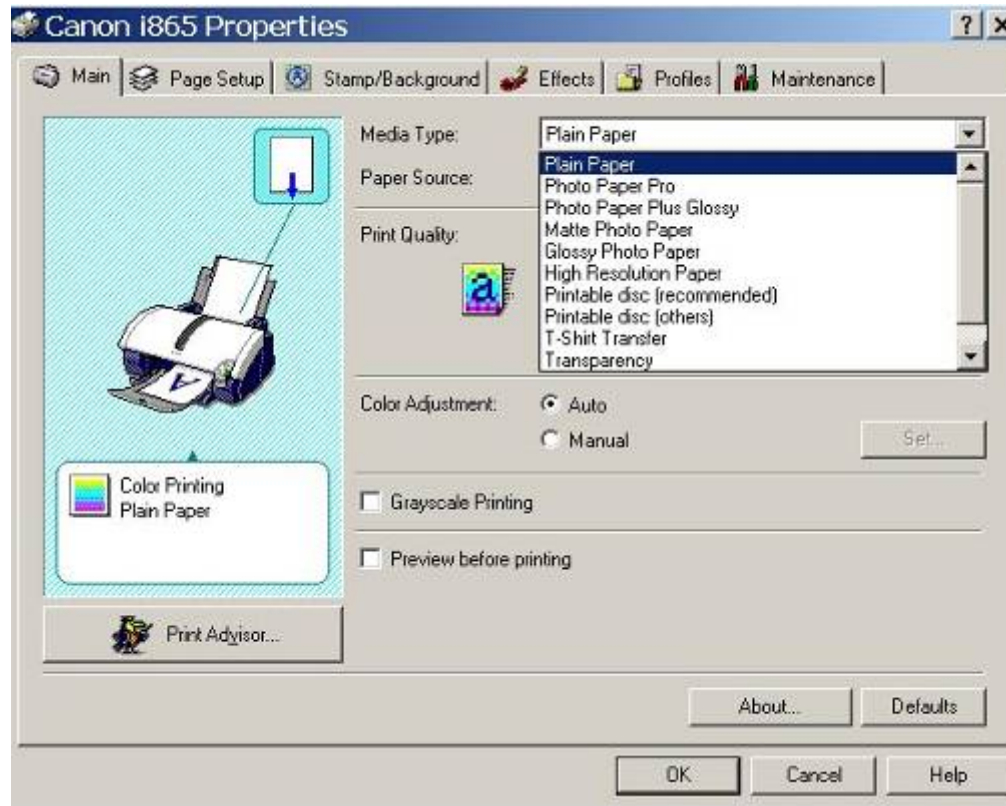 Canon i865 Properties
Main Page Setup Stamp/Background Effects Profiles Maintenance
Media Type: Plain Paper
Plain Paper
Paper Source:
Photo Paper Pro
Photo Paper Plus Glossy
Print Quality:
Matte Photo Paper
Glossy Photo Paper
High Resolution Paper
Printable disc (recommended)
Printable disc (others)
T-Shirt Transfer
Transparency
Color Adjustment: Auto
Manual Set...
Color Printing
Plain Paper
Grayscale Printing
Preview before printing
Print Advisor...
About... Defaults
OK Cancel Help